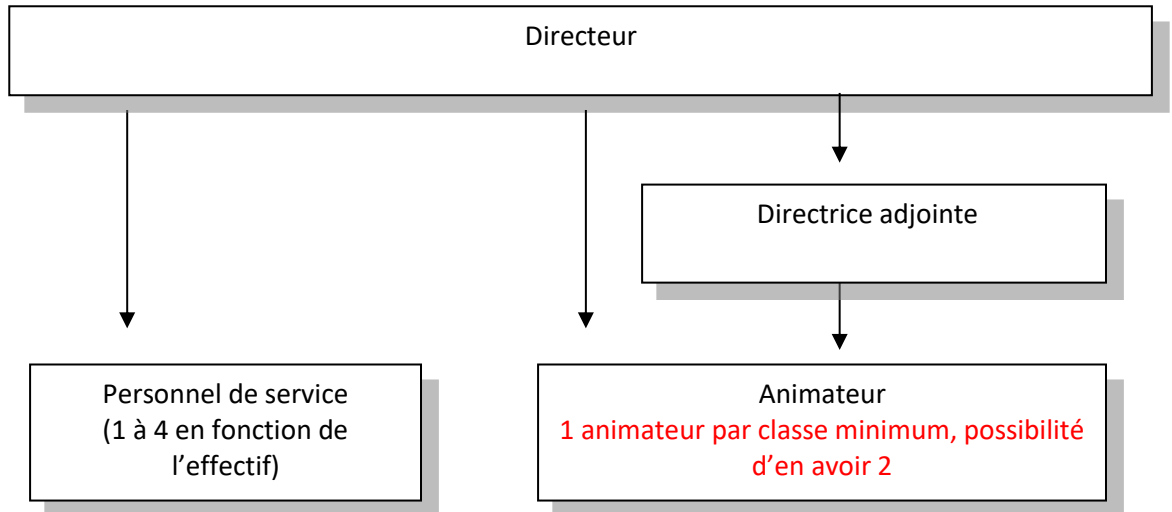 Directeur
Directrice adjointe
Personnel de service
(1 à 4 en fonction de
l’effectif)
Animateur
1 animateur par classe minimum, possibilité
d’en avoir 2